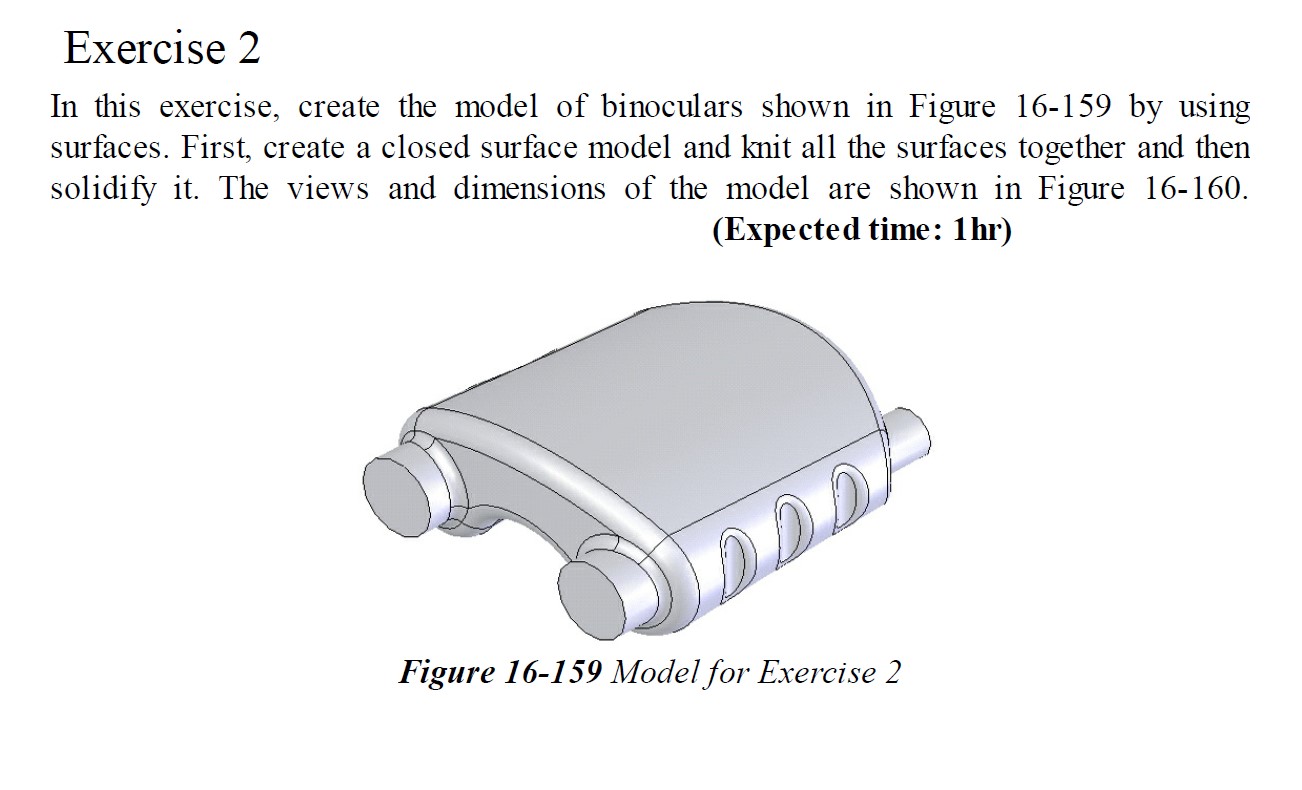 Exercise 2
In this exercise, create the model of binoculars shown in Figure 16-159 by using
surfaces. First, create a closed surface model and knit all the surfaces together and then
solidify it. The views and dimensions of the model are shown in Figure 16-160.
(Expected time: 1hr)
Figure 16-159 Model for Exercise 2